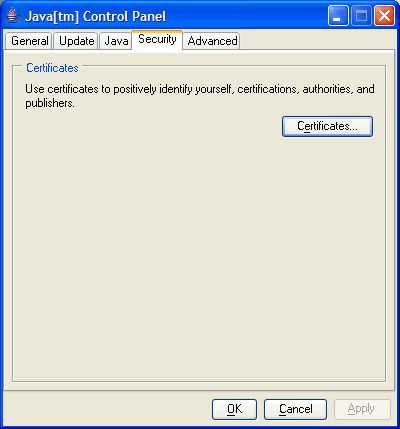 Java[tm] Control Panel
General Update Java Security Advanced
Certificates
Use certificates to positively identify yourself, certifications, authorities, and
publishers.
Certificates...
OK Cancel Apply